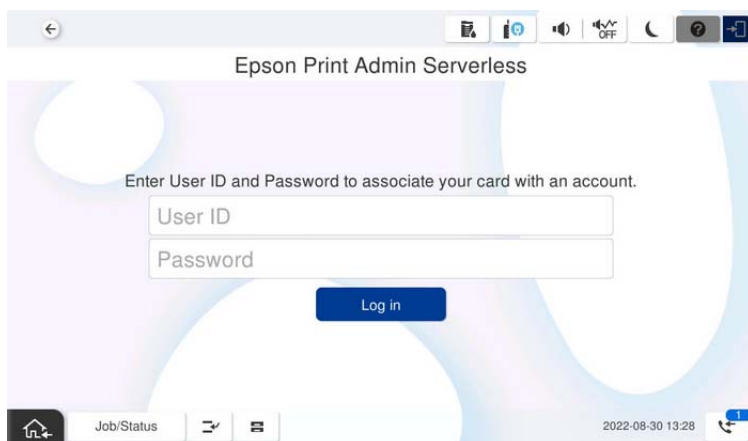 OFF
?
Epson Print Admin Serverless
Enter User ID and Password to associate your card with an account.
User ID
Password
Log in
Job/Status
2022-08-30 13:28
1